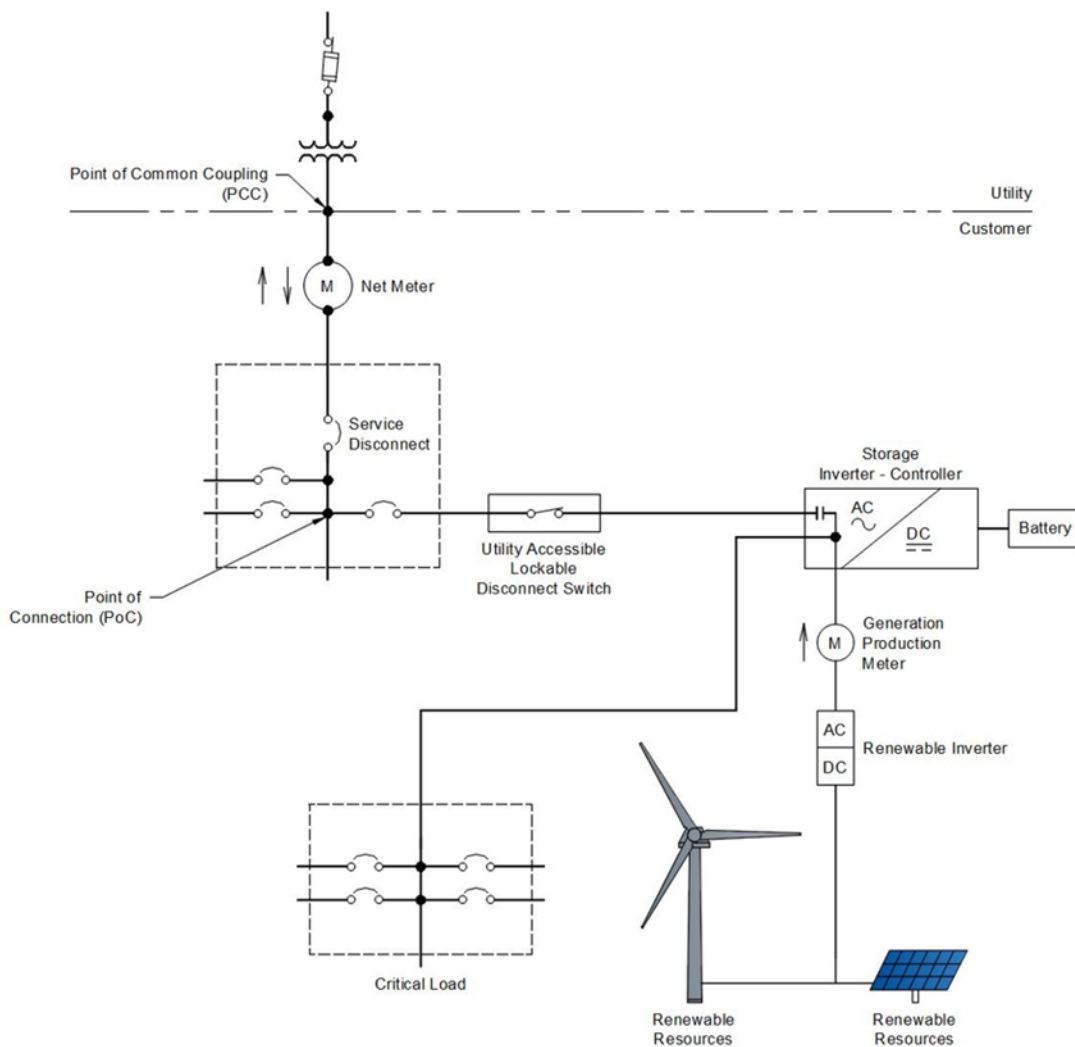 Point of Common Coupling
(PCC)
Utility
Customer
M
Net Meter
Service
Disconnect
Storage
Inverter - Controller
AC
DC
Battery
Utility Accessible
Lockable
Disconnect Switch
Point of
Connection (PoC)
M
Generation
Production
Meter
AC
DC
Renewable Inverter
Critical Load
Renewable
Resources
Renewable
Resources